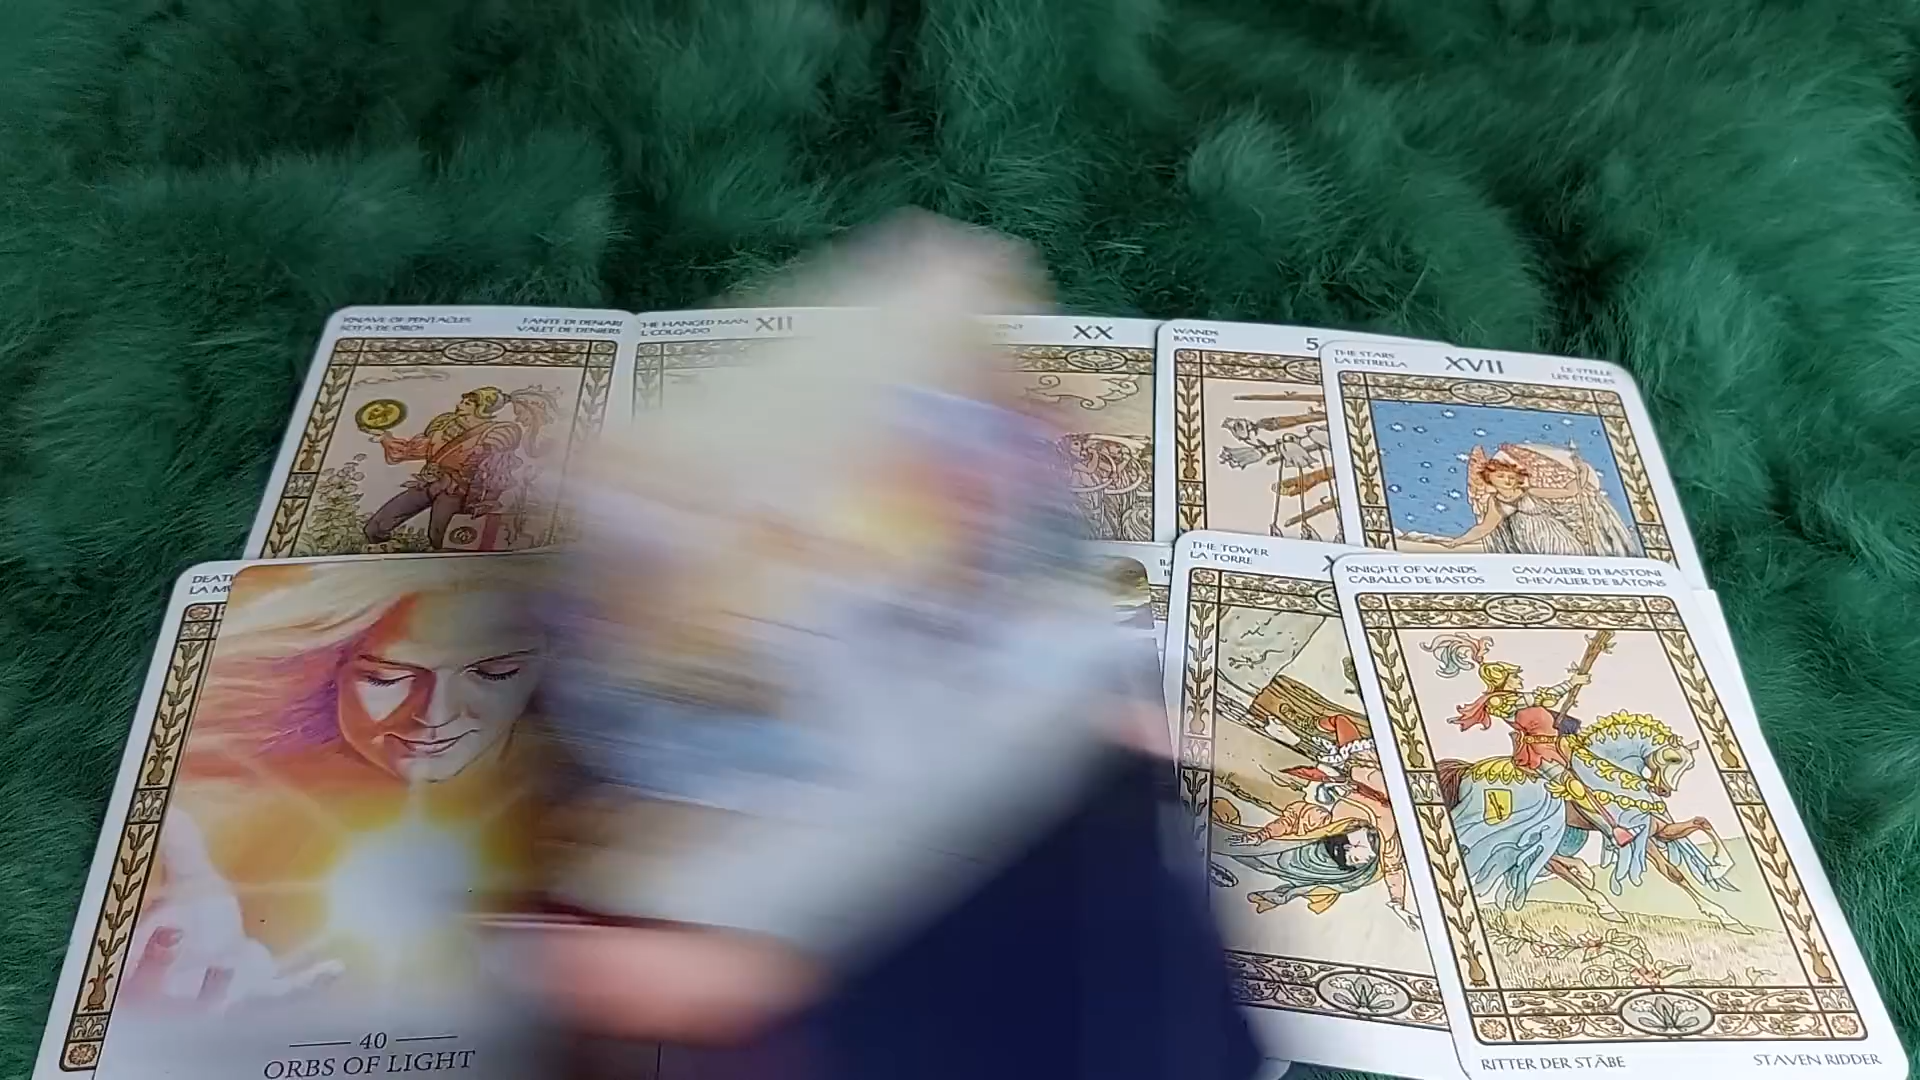 KNAVE OF PENTACLES
SOTA DE OROS
FANTE DI DENARI
VALET DE DENIERS
THE HANGED MAN
L COLGADO
XII
XX
WANDS
BASTOS
5
THE STARS
LA ESTRELLA
XVII
LE STELLE
LES ÉTOILES
DEATH
LA M
THE TOWER
LA TORRE
X
KNIGHT OF WANDS
CABALLO DE BASTOS
CAVALIERE DI BASTONI
CHEVALIER DE BÂTONS
40
ORBS OF LIGHT
RITTER DER STÄBE
STAVEN RIDDER